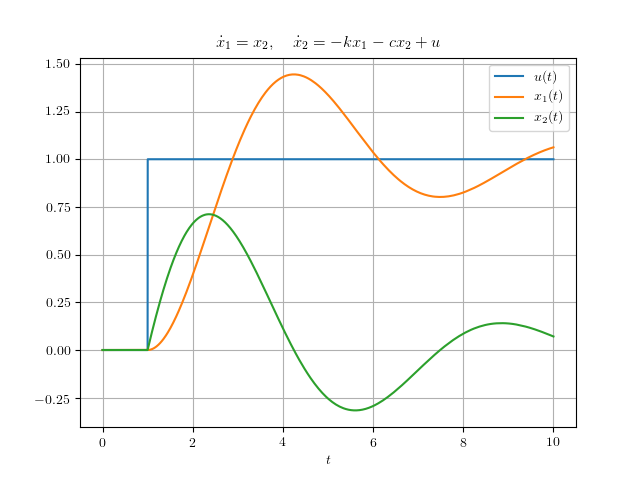 ẋ₁ = x₂,   ẋ₂ = −kx₁ − cx₂ + u
1.50
1.25
1.00
0.75
0.50
0.25
0.00
−0.25
u(t)
x₁(t)
x₂(t)
0 2 4 6 8 10
t